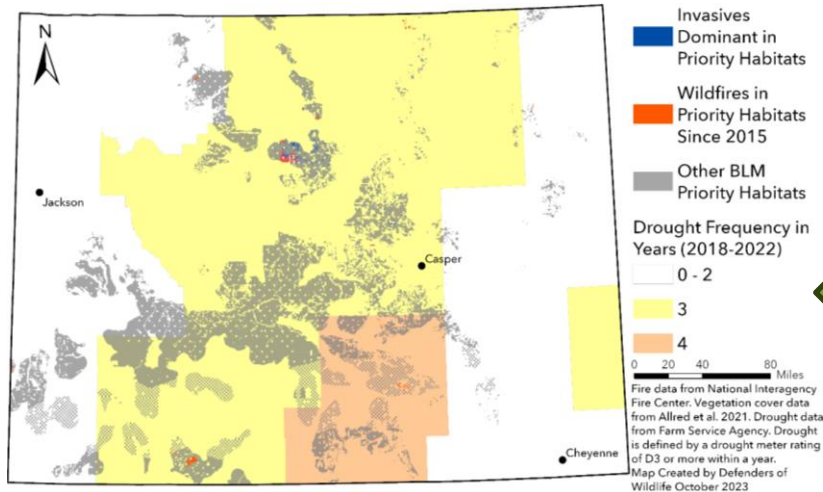 N
Jackson
Casper
Cheyenne
Invasives
Dominant in
Priority Habitats
Wildfires in
Priority Habitats
Since 2015
Other BLM
Priority Habitats
Drought Frequency in
Years (2018-2022)
0 - 2
3
4
0 20 40 80
Miles
Fire data from National Interagency
Fire Center. Vegetation cover data
from Allred et al. 2021. Drought data
from Farm Service Agency. Drought
is defined by a drought meter rating
of D3 or more within a year.
Map Created by Defenders of
Wildlife October 2023